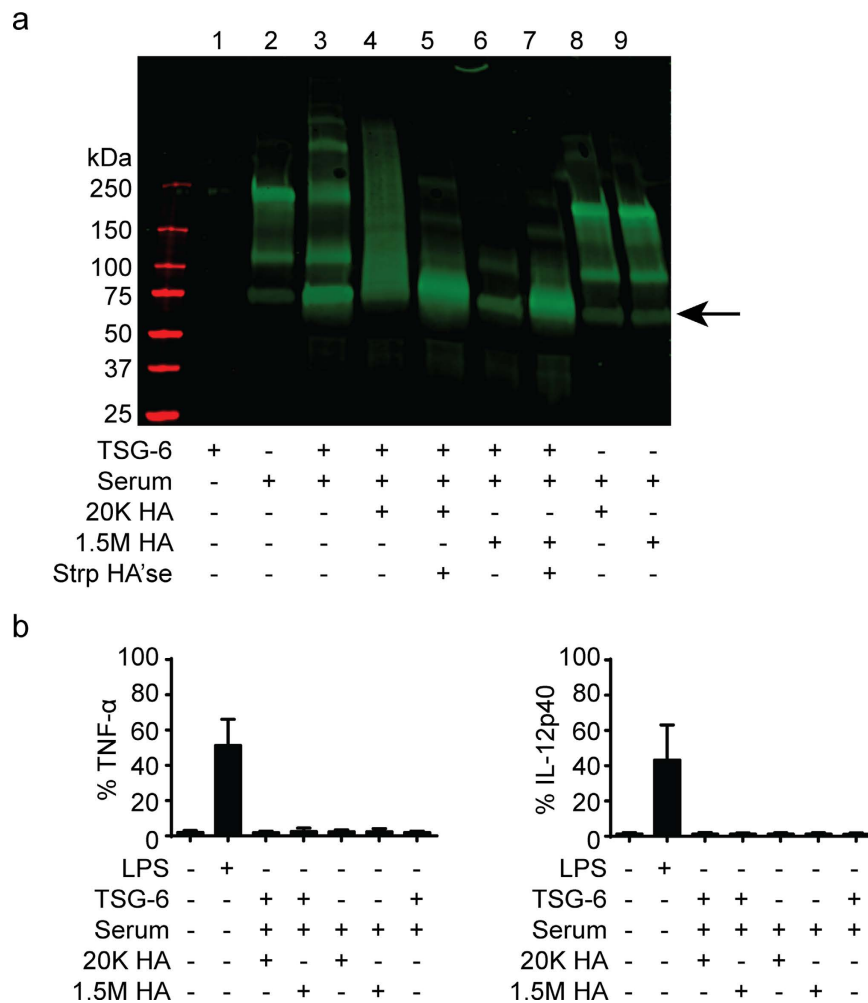 a
1 2 3 4 5 6 7 8 9
kDa
250
150
100
75
50
37
25
TSG-6 + - + + + + + - -
Serum - + + + + + + + +
20K HA - - - + + - - + -
1.5M HA - - - - - + + - +
Strp HA'se - - - - + - + - -
b
% TNF-α
100
80
60
40
20
0
LPS - + - - - - -
TSG-6 - - + + - - +
Serum - - + + + + +
20K HA - - + - + - -
1.5M HA - - - + - + -
% IL-12p40
100
80
60
40
20
0
LPS - + - - - - -
TSG-6 - - + + - - +
Serum - - + + + + +
20K HA - - + - + - -
1.5M HA - - - + - + -